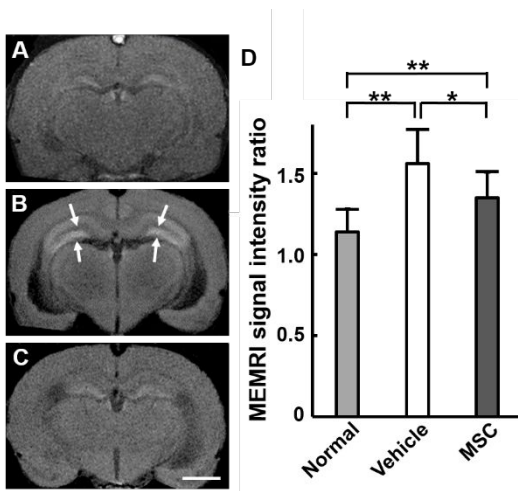 A
B
C
D
**
**
*
MEMRI signal intensity ratio
1.5
1.0
0.5
0
Normal
Vehicle
MSC